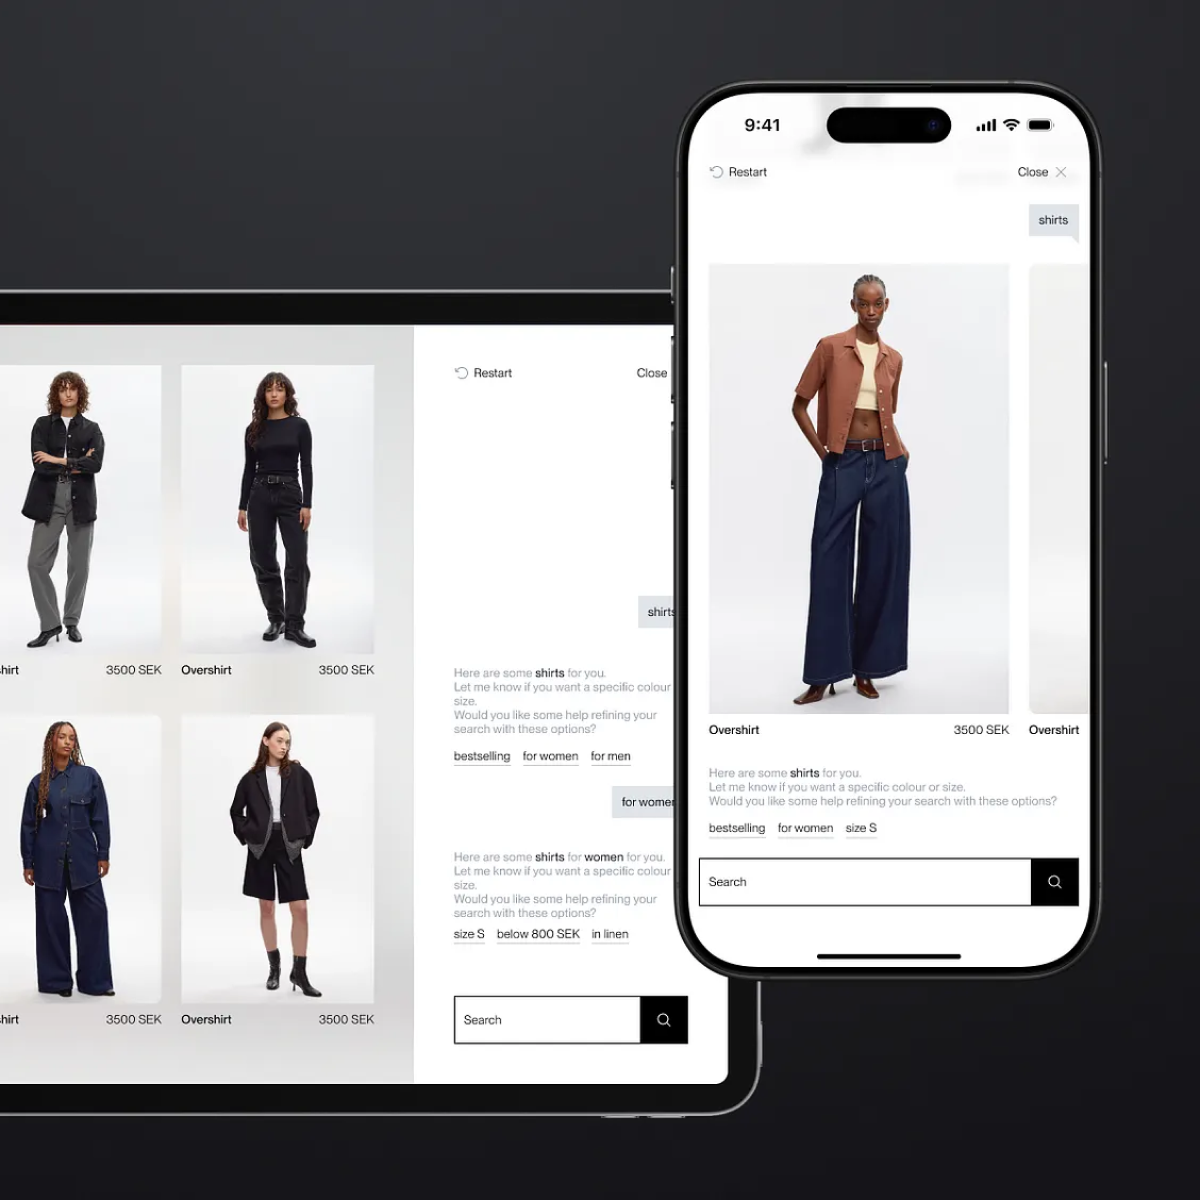 9:41
Restart
Close
shirts
Overshirt
3500 SEK
Overshirt
Here are some shirts for you.
Let me know if you want a specific colour or size.
Would you like some help refining your search with these options?
bestselling
for women
size S
Search
Restart
Close
hirt
3500 SEK
Overshirt
3500 SEK
hirt
3500 SEK
Overshirt
3500 SEK
shirts
Here are some shirts for you.
Let me know if you want a specific colour
size.
Would you like some help refining your
search with these options?
bestselling
for women
for men
for women
Here are some shirts for women for you.
Let me know if you want a specific colour
size.
Would you like some help refining your
search with these options?
size S
below 800 SEK
in linen
Search